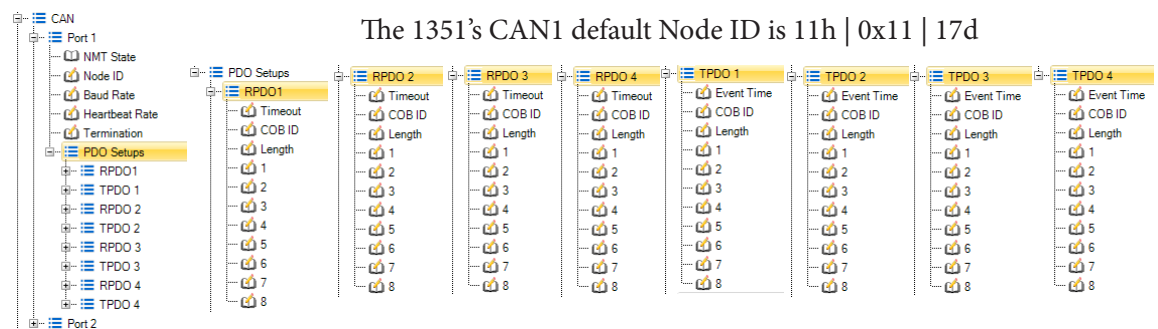 CAN
Port 1
NMT State
Node ID
Baud Rate
Heartbeat Rate
Termination
PDO Setups
RPDO1
TPDO 1
RPDO 2
TPDO 2
RPDO 3
TPDO 3
RPDO 4
TPDO 4
Port 2
The 1351's CAN1 default Node ID is 11h | 0x11 | 17d
PDO Setups
RPDO1
Timeout
COB ID
Length
1
2
3
4
5
6
7
8
RPDO 2
Timeout
COB ID
Length
1
2
3
4
5
6
7
8
RPDO 3
Timeout
COB ID
Length
1
2
3
4
5
6
7
8
RPDO 4
Timeout
COB ID
Length
1
2
3
4
5
6
7
8
TPDO 1
Event Time
COB ID
Length
1
2
3
4
5
6
7
8
TPDO 2
Event Time
COB ID
Length
1
2
3
4
5
6
7
8
TPDO 3
Event Time
COB ID
Length
1
2
3
4
5
6
7
8
TPDO 4
Event Time
COB ID
Length
1
2
3
4
5
6
7
8